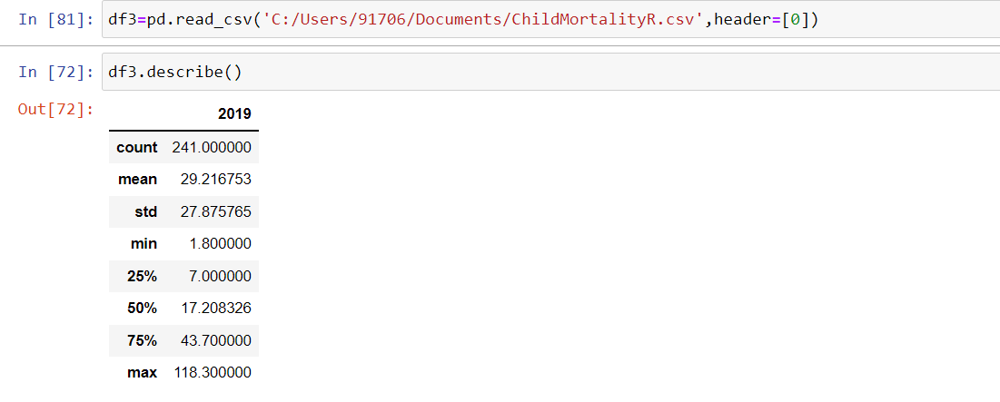 In [81]: df3=pd.read_csv('C:/Users/91706/Documents/ChildMortalityR.csv',header=[0])
In [72]: df3.describe()
Out[72]:
2019
count 241.000000
mean 29.216753
std 27.875765
min 1.800000
25% 7.000000
50% 17.208326
75% 43.700000
max 118.300000